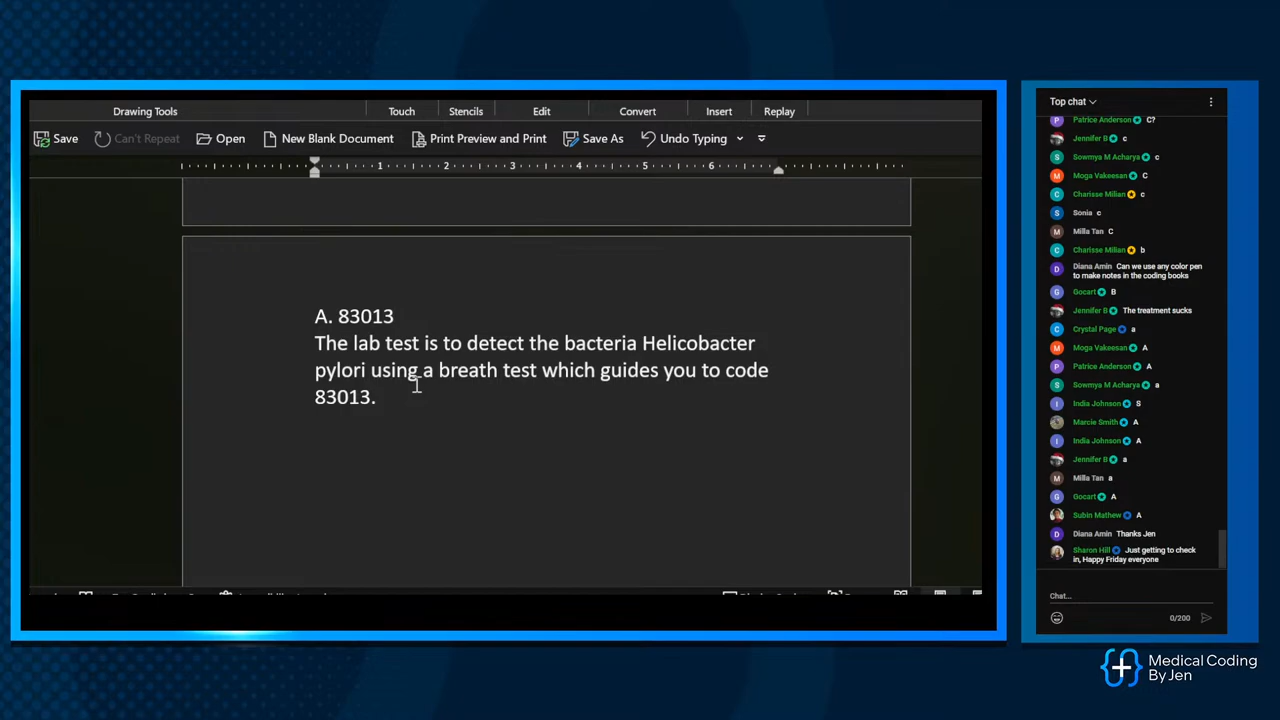 Drawing Tools
Touch
Stencils
Edit
Convert
Insert
Replay
Save
Can't Repeat
Open
New Blank Document
Print Preview and Print
Save As
Undo Typing
1 2 3 4 5 6
A. 83013
The lab test is to detect the bacteria Helicobacter
pylori using a breath test which guides you to code
83013.
Top chat
Patrice Anderson C?
Jennifer B c
Sowmya M Acharya c
Moga Vakeesan C
Charisse Milian c
Sonia c
Milla Tan C
Charisse Milian b
Diana Amin Can we use any color pen
to make notes in the coding books
Gocart B
Jennifer B The treatment sucks
Crystal Page a
Moga Vakeesan A
Patrice Anderson A
Sowmya M Acharya a
India Johnson S
Marcie Smith A
India Johnson A
Jennifer B a
Milla Tan a
Gocart A
Subin Mathew A
Diana Amin Thanks Jen
Sharon Hill Just getting to check
in, Happy Friday everyone
Chat...
0/200
Medical Coding
By Jen